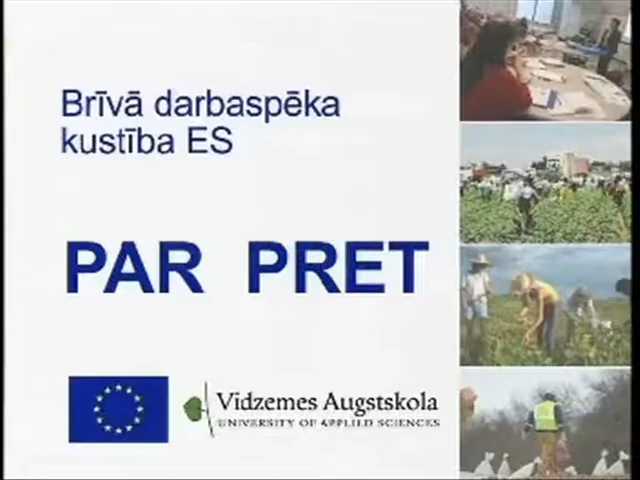 Brīvā darbaspēka
kustība ES
PAR PRET
Vidzemes Augstskola
UNIVERSITY OF APPLIED SCIENCES